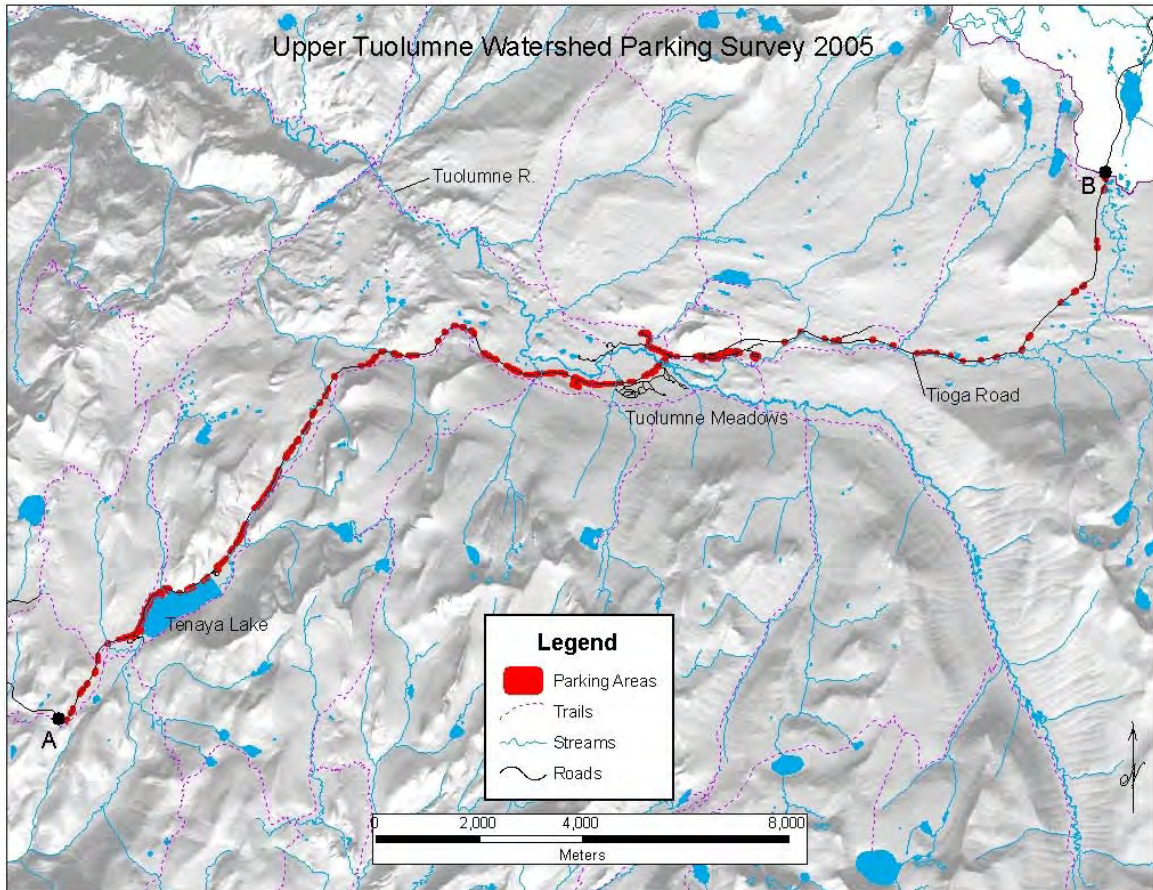 Upper Tuolumne Watershed Parking Survey 2005
Tuolumne R.
B
Tioga Road
Tuolumne Meadows
Tenaya Lake
A
Legend
Parking Areas
Trails
Streams
Roads
N
0 2,000 4,000 8,000
Meters